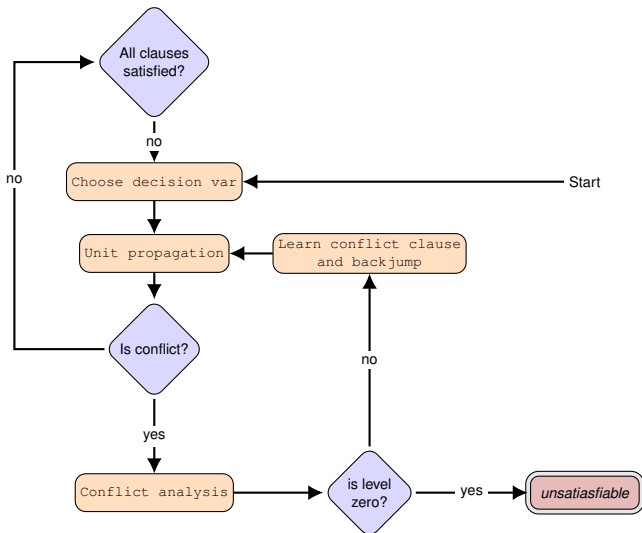 All clauses
satisfied?
no
no
Choose decision var
Start
Unit propagation
Learn conflict clause
and backjump
Is conflict?
no
yes
Conflict analysis
is level
zero?
yes
unsatiasfiable